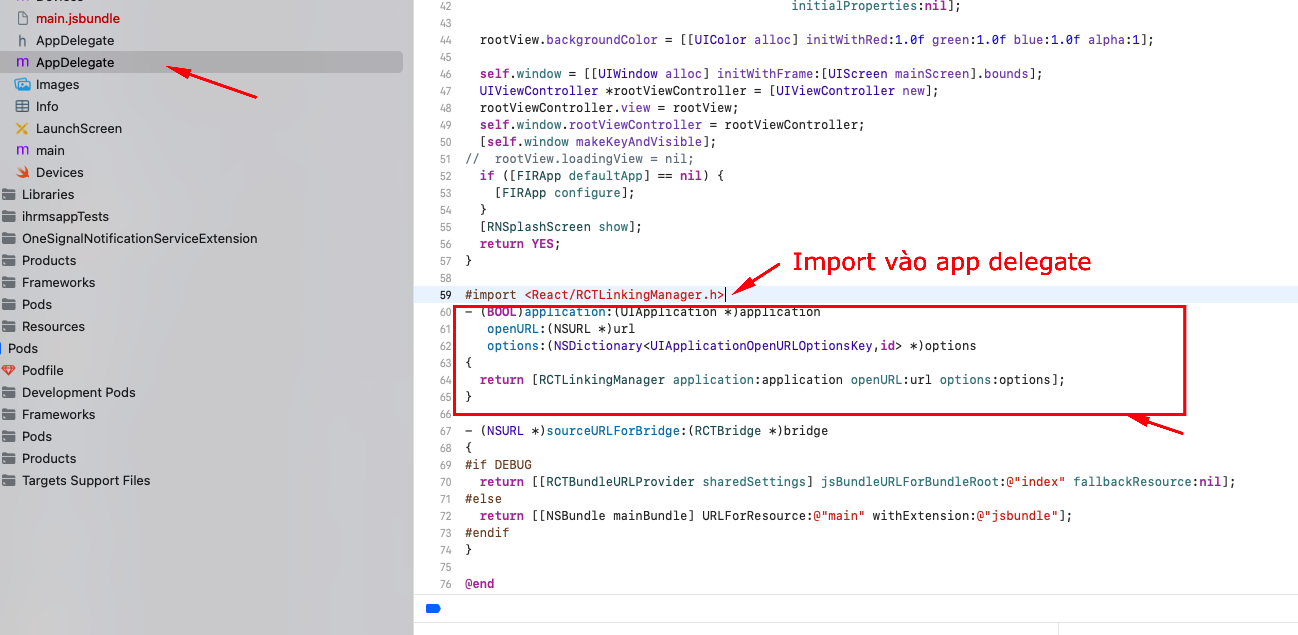 Devices
main.jsbundle
h AppDelegate
m AppDelegate
Images
Info
LaunchScreen
m main
Devices
Libraries
ihrmsappTests
OneSignalNotificationServiceExtension
Products
Frameworks
Pods
Resources
Pods
Podfile
Development Pods
Frameworks
Pods
Products
Targets Support Files
42 initialProperties:nil];
43
44 rootView.backgroundColor = [[UIColor alloc] initWithRed:1.0f green:1.0f blue:1.0f alpha:1];
45
46 self.window = [[UIWindow alloc] initWithFrame:[UIScreen mainScreen].bounds];
47 UIViewController *rootViewController = [UIViewController new];
48 rootViewController.view = rootView;
49 self.window.rootViewController = rootViewController;
50 [self.window makeKeyAndVisible];
51 // rootView.loadingView = nil;
52 if ([FIRApp defaultApp] == nil) {
53 [FIRApp configure];
54 }
55 [RNSplashScreen show];
56 return YES;
57 }
Import vào app delegate
58
59 #import <React/RCTLinkingManager.h>
60 - (BOOL)application:(UIApplication *)application
61 openURL:(NSURL *)url
62 options:(NSDictionary<UIApplicationOpenURLOptionsKey,id> *)options
63 {
64 return [RCTLinkingManager application:application openURL:url options:options];
65 }
66
67 - (NSURL *)sourceURLForBridge:(RCTBridge *)bridge
68 {
69 #if DEBUG
70 return [[RCTBundleURLProvider sharedSettings] jsBundleURLForBundleRoot:@"index" fallbackResource:nil];
71 #else
72 return [[NSBundle mainBundle] URLForResource:@"main" withExtension:@"jsbundle"];
73 #endif
74 }
75
76 @end